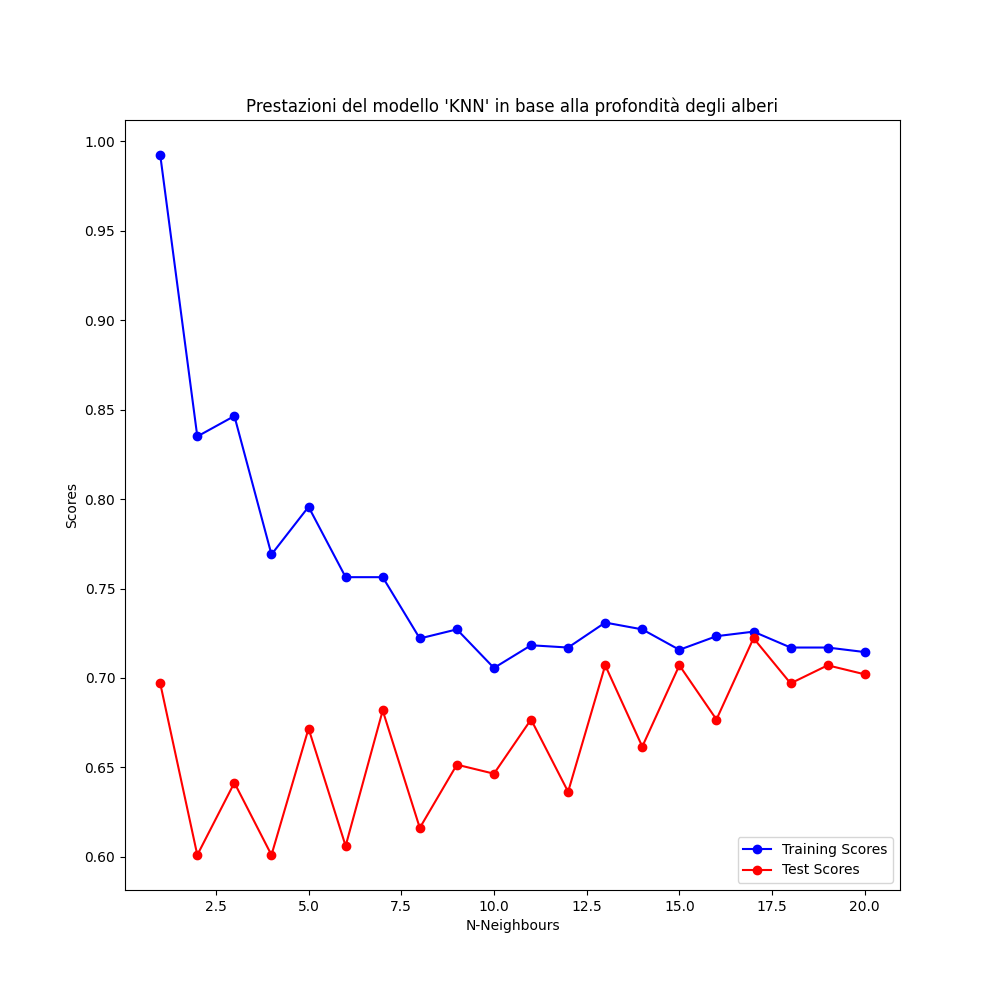 Prestazioni del modello 'KNN' in base alla profondità degli alberi
1.00
0.95
0.90
0.85
0.80
0.75
0.70
0.65
0.60
Scores
Training Scores
Test Scores
2.5 5.0 7.5 10.0 12.5 15.0 17.5 20.0
N-Neighbours